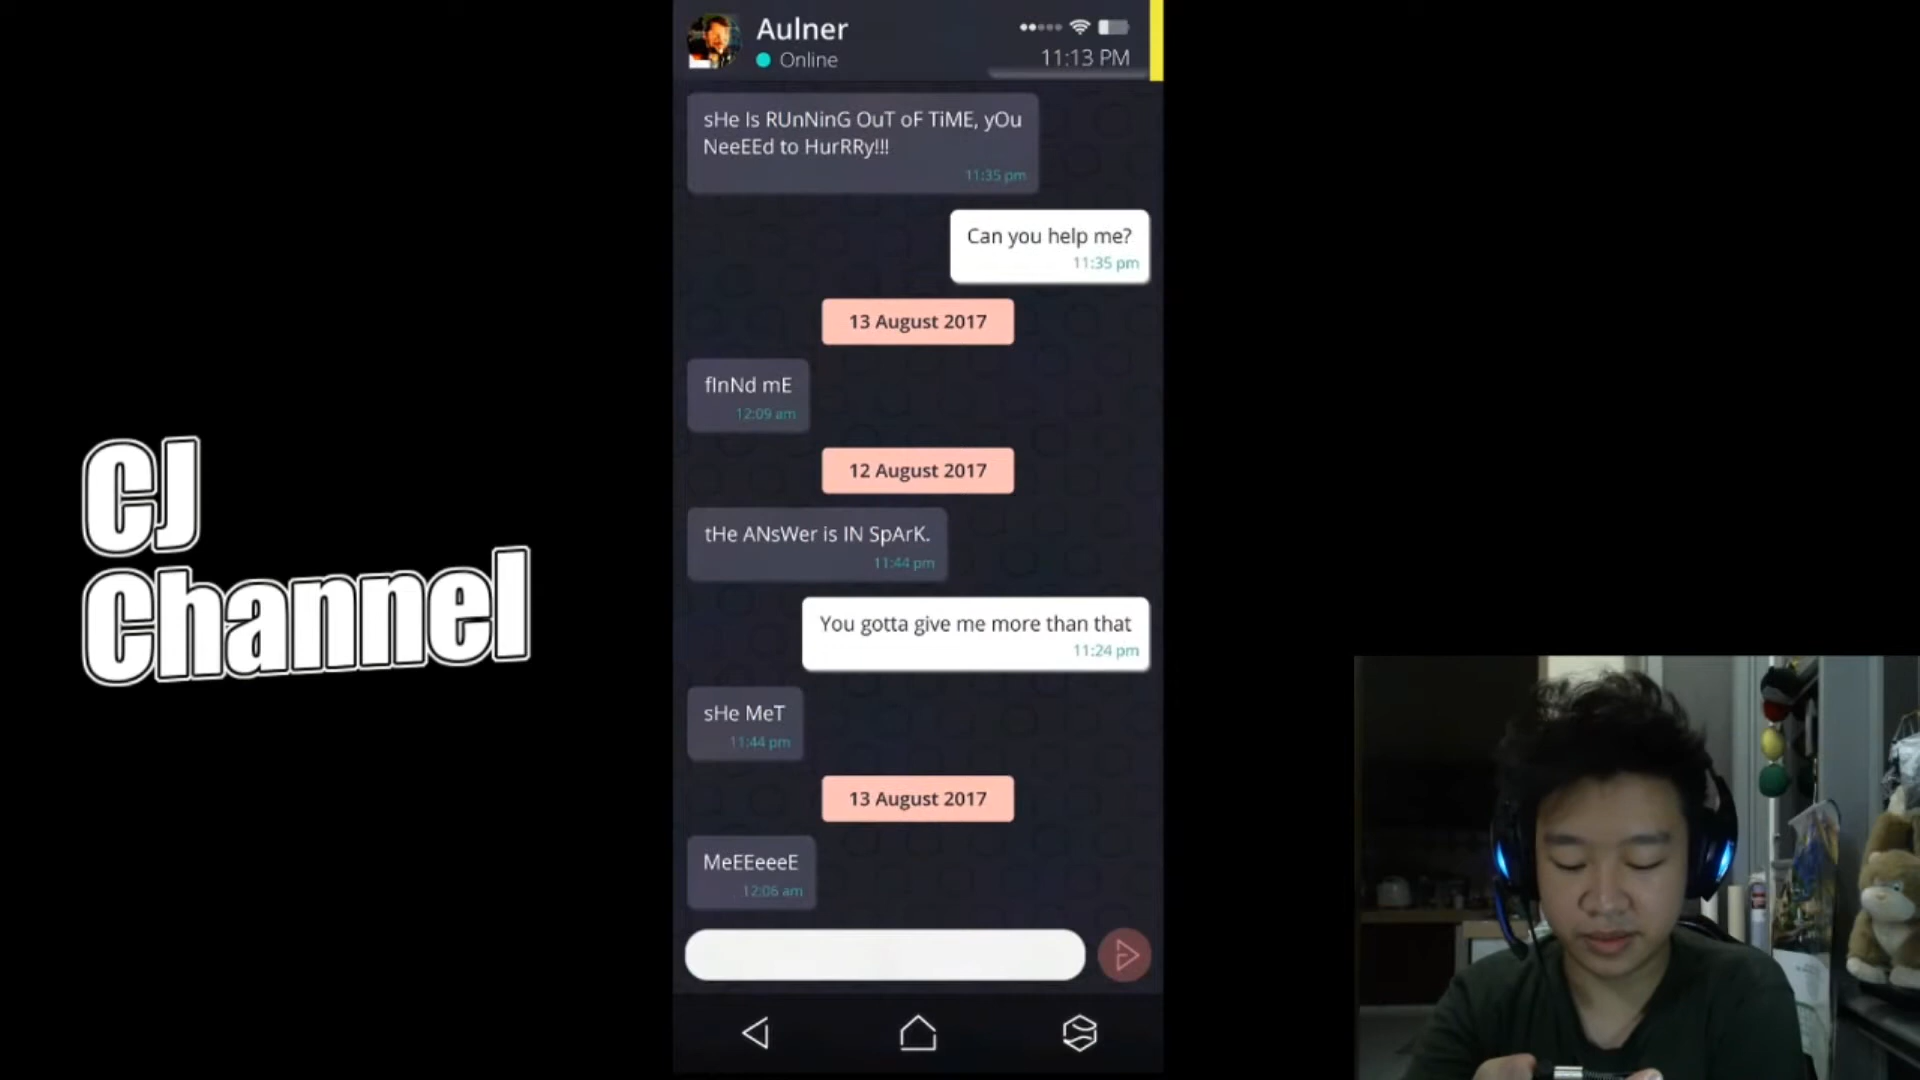 Aulner
Online
11:13 PM
sHe Is RUnNinG OuT oF TiME, yOu
NeeEEd to HurRRy!!!
11:35 pm
Can you help me?
11:35 pm
13 August 2017
fInNd mE
12:09 am
12 August 2017
tHe ANsWer is IN SpArK.
11:44 pm
You gotta give me more than that
11:24 pm
sHe MeT
11:44 pm
13 August 2017
MeEEeeeE
12:06 am
CJ
Channel